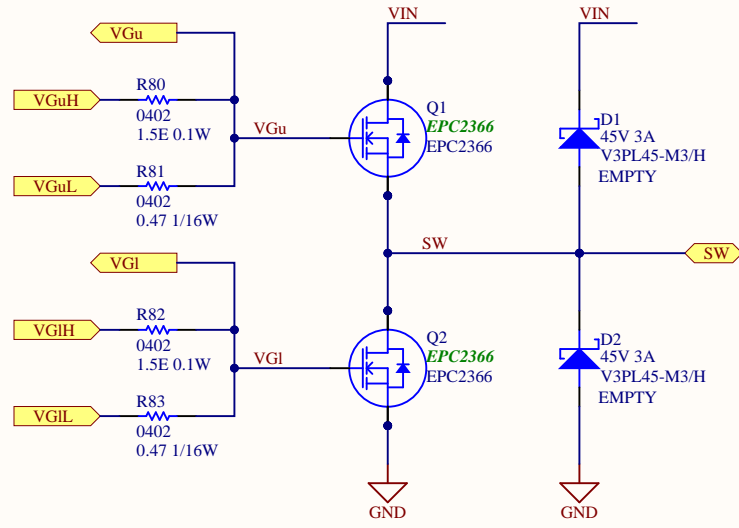 VGu
VIN
VIN
VGuH
R80
0402
1.5E 0.1W
VGu
Q1
EPC2366
EPC2366
D1
45V 3A
V3PL45-M3/H
EMPTY
VGuL
R81
0402
0.47 1/16W
SW
SW
VGl
VGlH
R82
0402
1.5E 0.1W
VGl
Q2
EPC2366
EPC2366
D2
45V 3A
V3PL45-M3/H
EMPTY
VGlL
R83
0402
0.47 1/16W
GND
GND